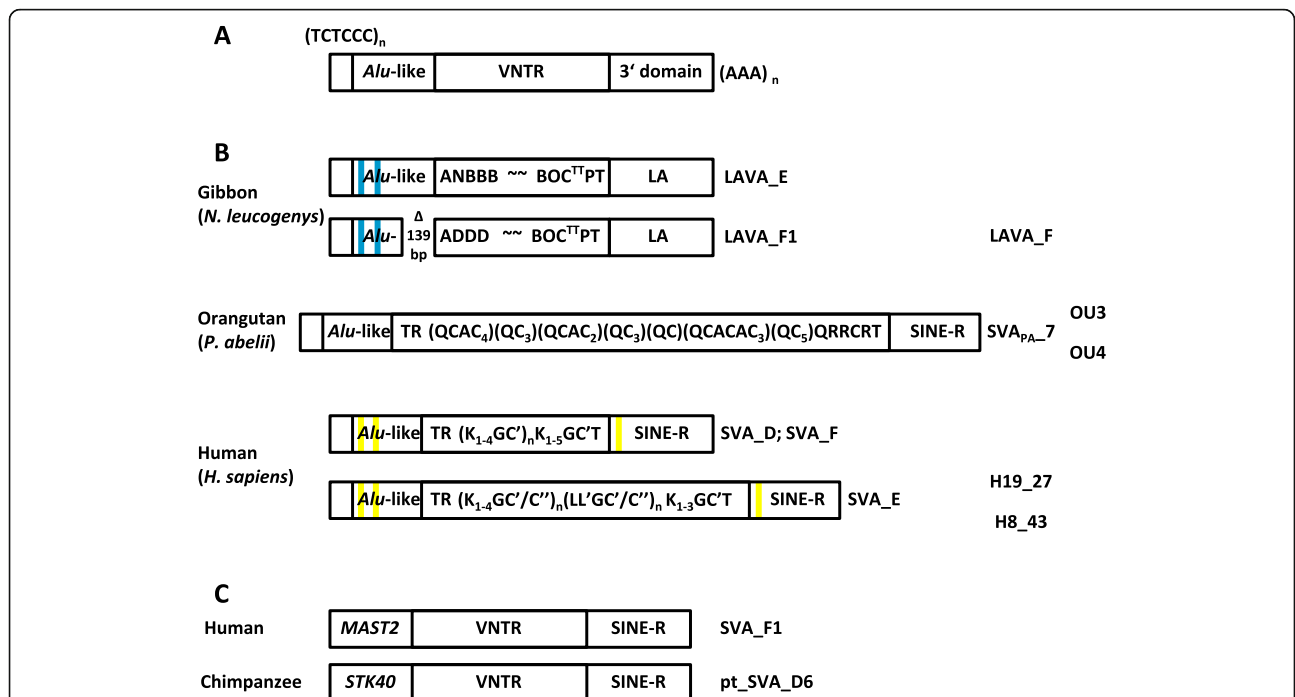 A
(TCTCCC)n
Alu-like VNTR 3‘ domain (AAA) n
B
Gibbon
(N. leucogenys)
Alu-like ANBBB ~~ BOCTTPT LA LAVA_E
Alu- Δ 139 bp ADDD ~~ BOCTTPT LA LAVA_F1 LAVA_F
Orangutan
(P. abelii)
Alu-like TR (QCAC4)(QC3)(QCAC2)(QC3)(QC)(QCACAC3)(QC5)QRRCRT SINE-R SVAPA_7
OU3
OU4
Human
(H. sapiens)
Alu-like TR (K1-4GC’)nK1-5GC’T SINE-R SVA_D; SVA_F
Alu-like TR (K1-4GC’/C’’)n(LL’GC’/C’’)n K1-3GC’T SINE-R SVA_E
H19_27
H8_43
C
Human MAST2 VNTR SINE-R SVA_F1
Chimpanzee STK40 VNTR SINE-R pt_SVA_D6